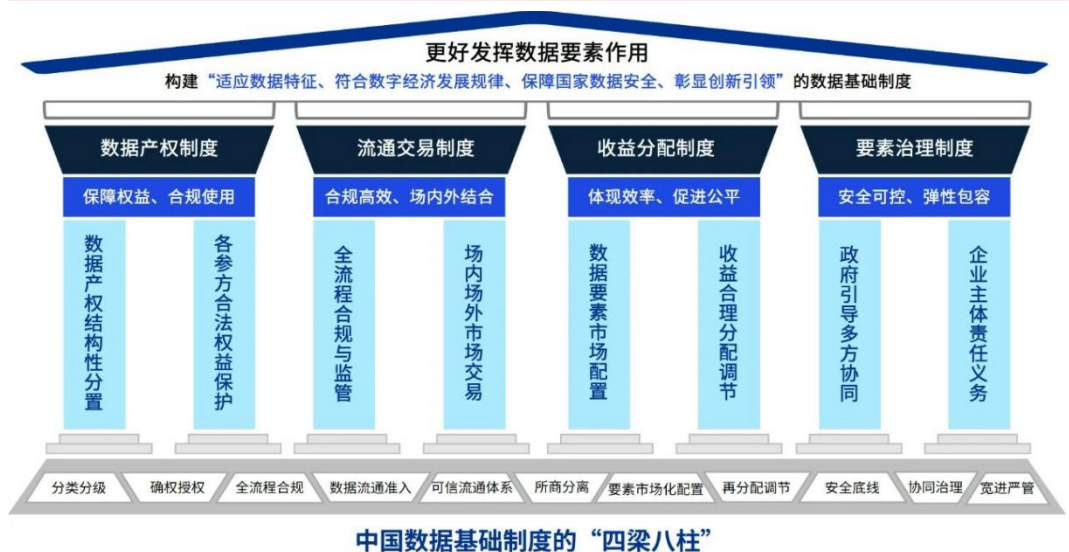 更好发挥数据要素作用
构建“适应数据特征、符合数字经济发展规律、保障国家数据安全、彰显创新引领”的数据基础制度
数据产权制度
流通交易制度
收益分配制度
要素治理制度
保障权益、合规使用
合规高效、场内外结合
体现效率、促进公平
安全可控、弹性包容
数据产权结构性分置
各参方合法权益保护
全流程合规与监管
场内场外市场交易
数据要素市场配置
收益合理分配调节
政府引导多方协同
企业主体责任义务
分类分级
确权授权
全流程合规
数据流通准入
可信流通体系
所商分离
要素市场化配置
再分配调节
安全底线
协同治理
宽进严管
中国数据基础制度的“四梁八柱”